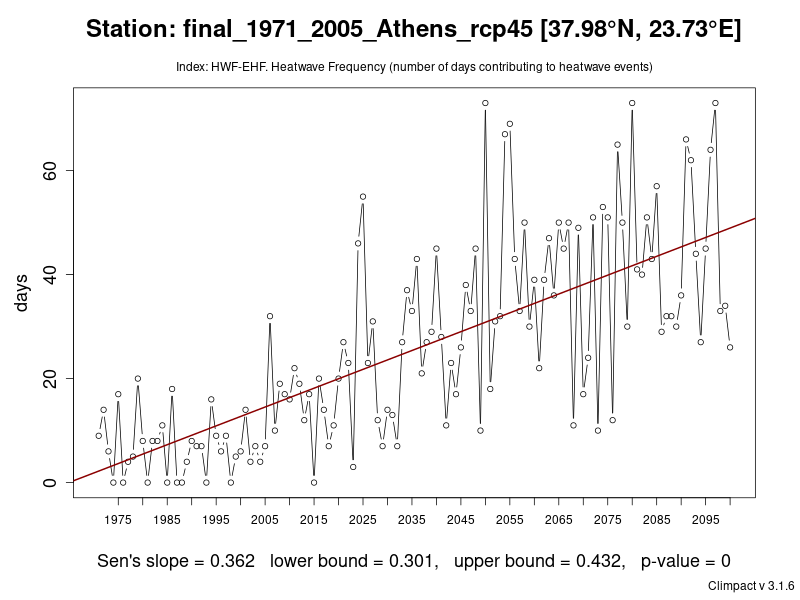 Station: final_1971_2005_Athens_rcp45 [37.98°N, 23.73°E]
Index: HWF-EHF. Heatwave Frequency (number of days contributing to heatwave events)
days
60
40
20
0
1975 1985 1995 2005 2015 2025 2035 2045 2055 2065 2075 2085 2095
Sen's slope = 0.362 lower bound = 0.301, upper bound = 0.432, p-value = 0
Climpact v 3.1.6